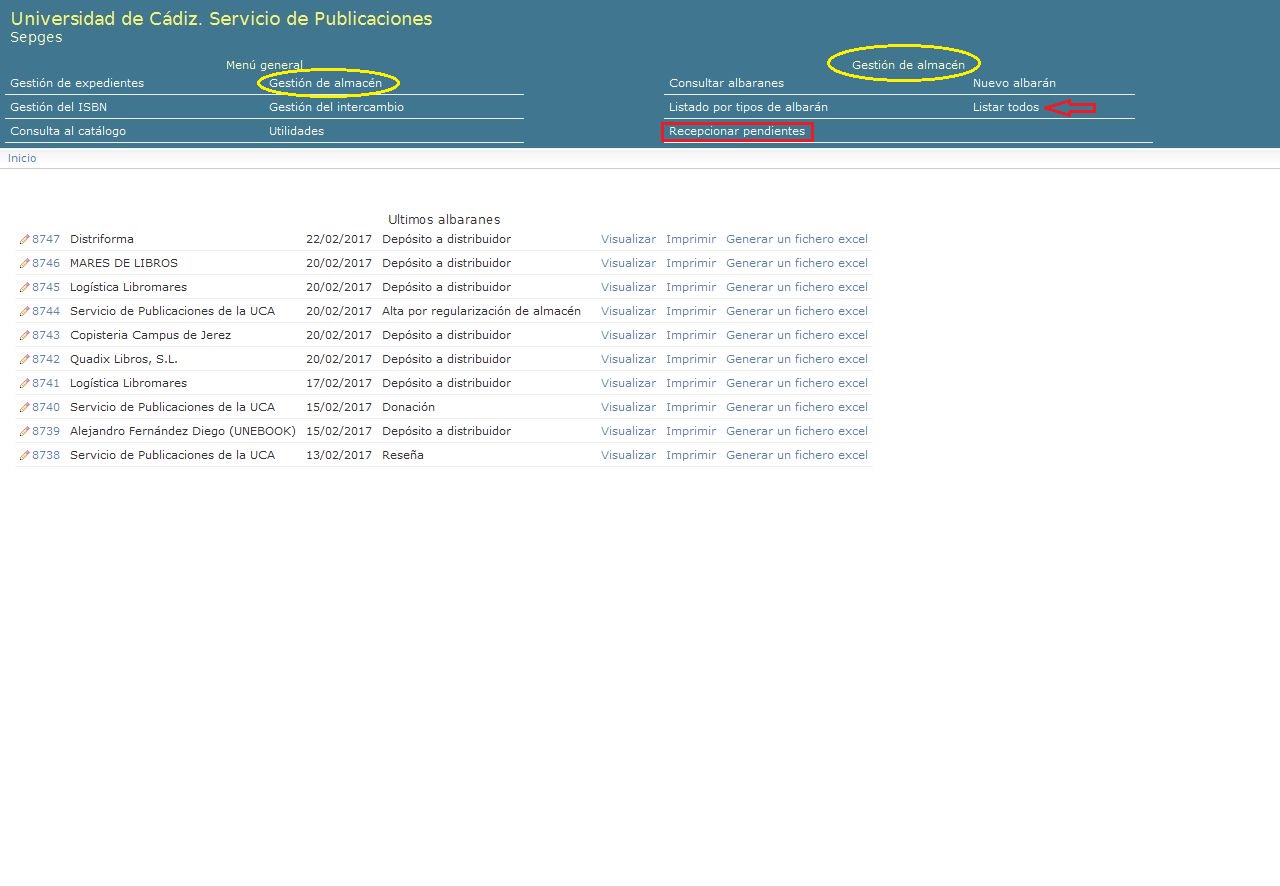 Universidad de Cádiz. Servicio de Publicaciones
Sepges
Menú general
Gestión de expedientes Gestión de almacén
Gestión del ISBN Gestión del intercambio
Consulta al catálogo Utilidades
Gestión de almacén
Consultar albaranes Nuevo albarán
Listado por tipos de albarán Listar todos
Recepcionar pendientes
Inicio
Ultimos albaranes
8747 Distriforma 22/02/2017 Depósito a distribuidor Visualizar Imprimir Generar un fichero excel
8746 MARES DE LIBROS 20/02/2017 Depósito a distribuidor Visualizar Imprimir Generar un fichero excel
8745 Logística Libromares 20/02/2017 Depósito a distribuidor Visualizar Imprimir Generar un fichero excel
8744 Servicio de Publicaciones de la UCA 20/02/2017 Alta por regularización de almacén Visualizar Imprimir Generar un fichero excel
8743 Copisteria Campus de Jerez 20/02/2017 Depósito a distribuidor Visualizar Imprimir Generar un fichero excel
8742 Quadix Libros, S.L. 20/02/2017 Depósito a distribuidor Visualizar Imprimir Generar un fichero excel
8741 Logística Libromares 17/02/2017 Depósito a distribuidor Visualizar Imprimir Generar un fichero excel
8740 Servicio de Publicaciones de la UCA 15/02/2017 Donación Visualizar Imprimir Generar un fichero excel
8739 Alejandro Fernández Diego (UNEBOOK) 15/02/2017 Depósito a distribuidor Visualizar Imprimir Generar un fichero excel
8738 Servicio de Publicaciones de la UCA 13/02/2017 Reseña Visualizar Imprimir Generar un fichero excel